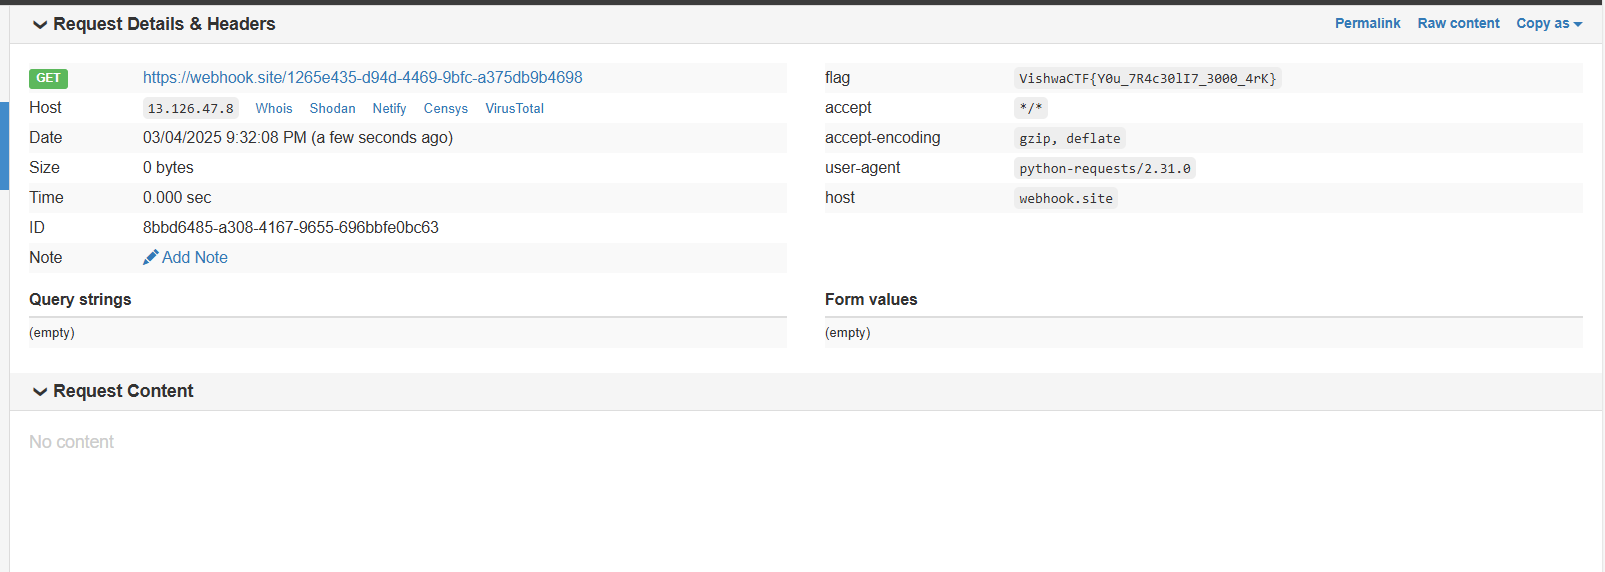 Request Details & Headers
Permalink Raw content Copy as
GET https://webhook.site/1265e435-d94d-4469-9bfc-a375db9b4698
Host 13.126.47.8 Whois Shodan Netify Censys VirusTotal
Date 03/04/2025 9:32:08 PM (a few seconds ago)
Size 0 bytes
Time 0.000 sec
ID 8bbd6485-a308-4167-9655-696bbfe0bc63
Note Add Note
flag VishwaCTF{Y0u_7R4c30lI7_3000_4rK}
accept */*
accept-encoding gzip, deflate
user-agent python-requests/2.31.0
host webhook.site
Query strings
(empty)
Form values
(empty)
Request Content
No content